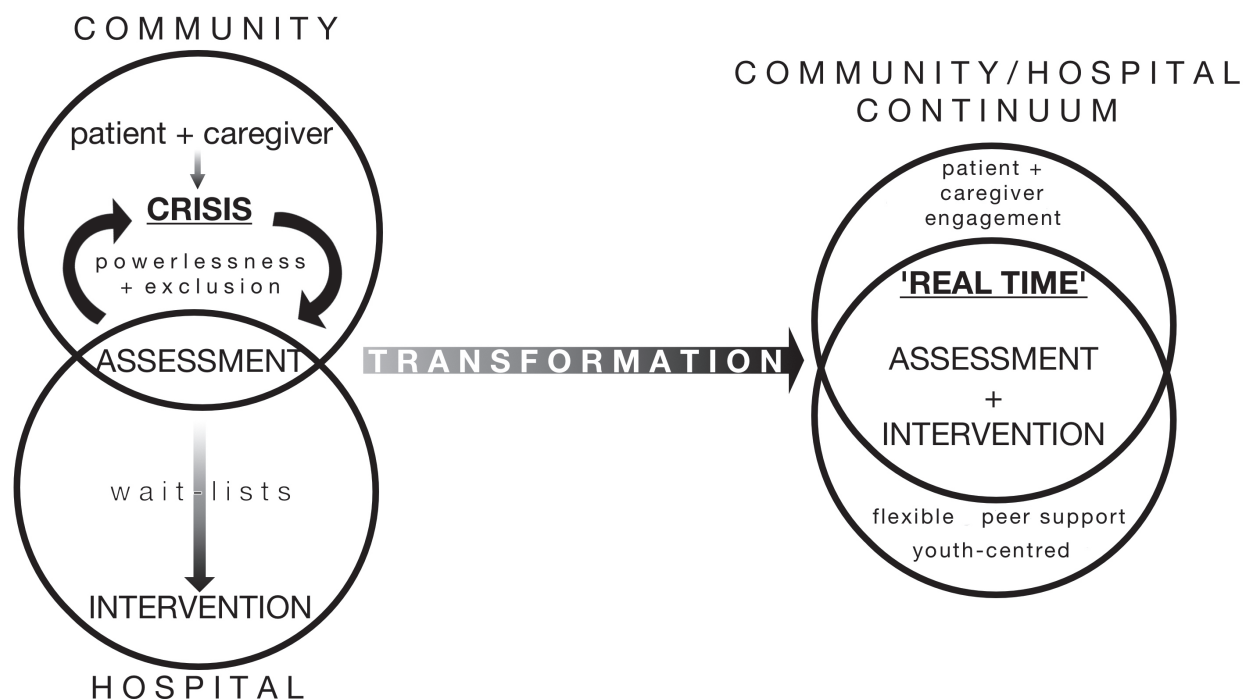 COMMUNITY
patient + caregiver
CRISIS
powerlessness
+ exclusion
ASSESSMENT
wait-lists
INTERVENTION
HOSPITAL
TRANSFORMATION
COMMUNITY/HOSPITAL
CONTINUUM
patient +
caregiver
engagement
'REAL TIME'
ASSESSMENT
+
INTERVENTION
flexible peer support
youth-centred